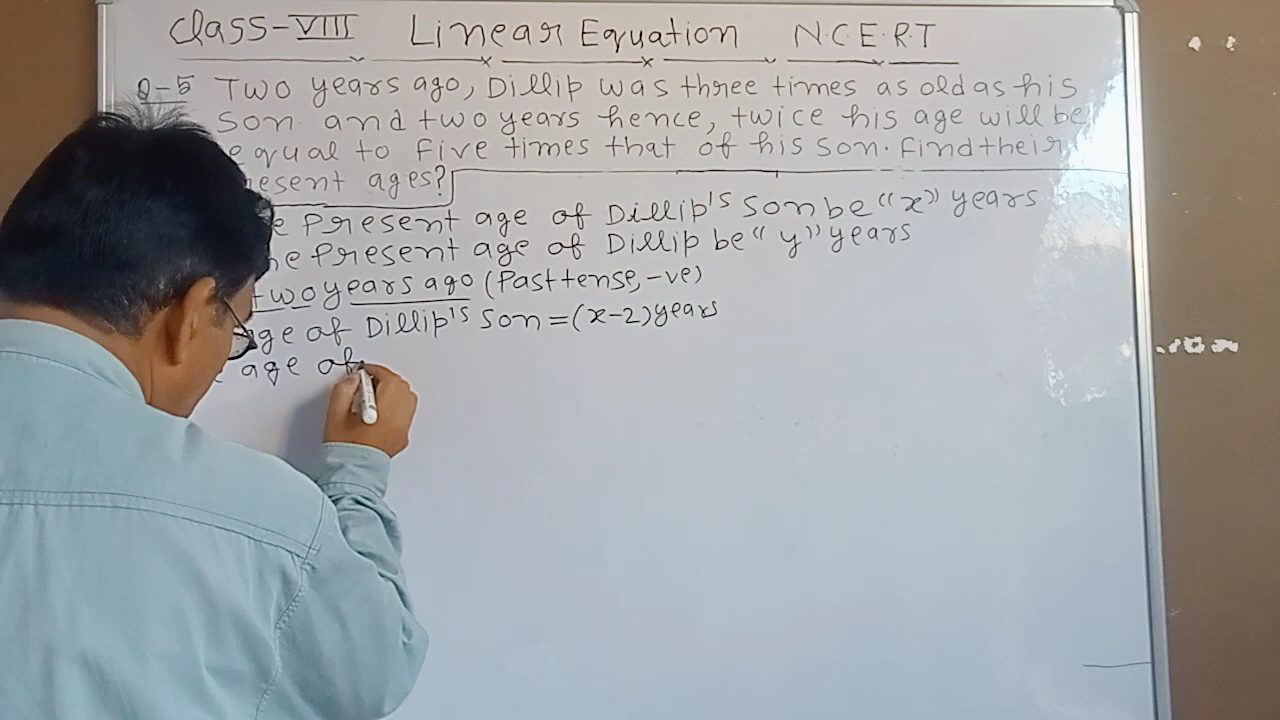 Class-VIII Linear Equation N.C.E.R.T
Q-5 Two years ago, Dillip was three times as old as his
son and two years hence, twice his age will be
equal to five times that of his son. Find their
esent ages?
Present age of Dillip's son be "x" years
Present age of Dillip be "y" years
two years ago (Past tense, -ve)
age of Dillip's son = (x-2) years
age of